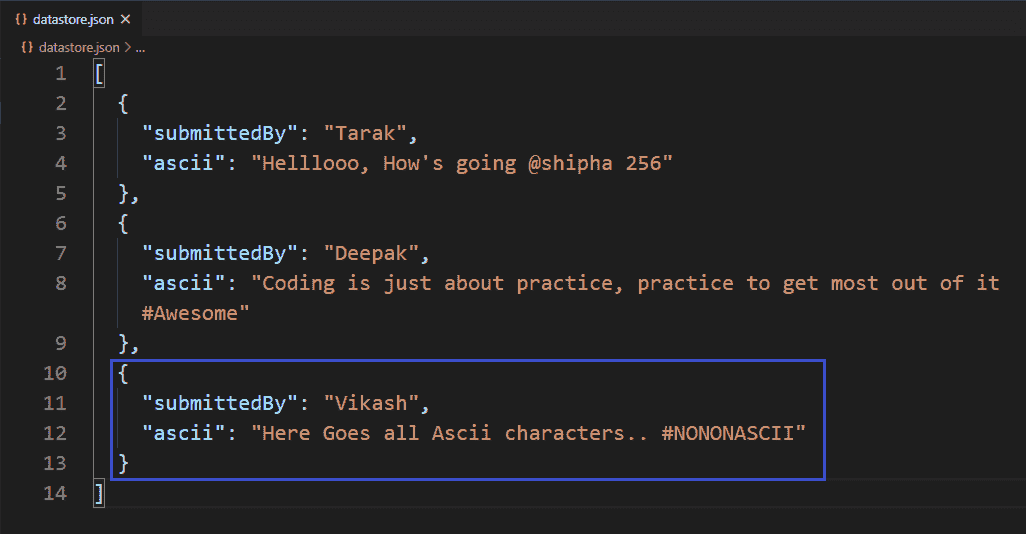 {} datastore.json ✕
{} datastore.json > ...
1 [
2 {
3 "submittedBy": "Tarak",
4 "ascii": "Helllooo, How's going @shipha 256"
5 },
6 {
7 "submittedBy": "Deepak",
8 "ascii": "Coding is just about practice, practice to get most out of it
#Awesome"
9 },
10 {
11 "submittedBy": "Vikash",
12 "ascii": "Here Goes all Ascii characters.. #NONONASCII"
13 }
14 ]